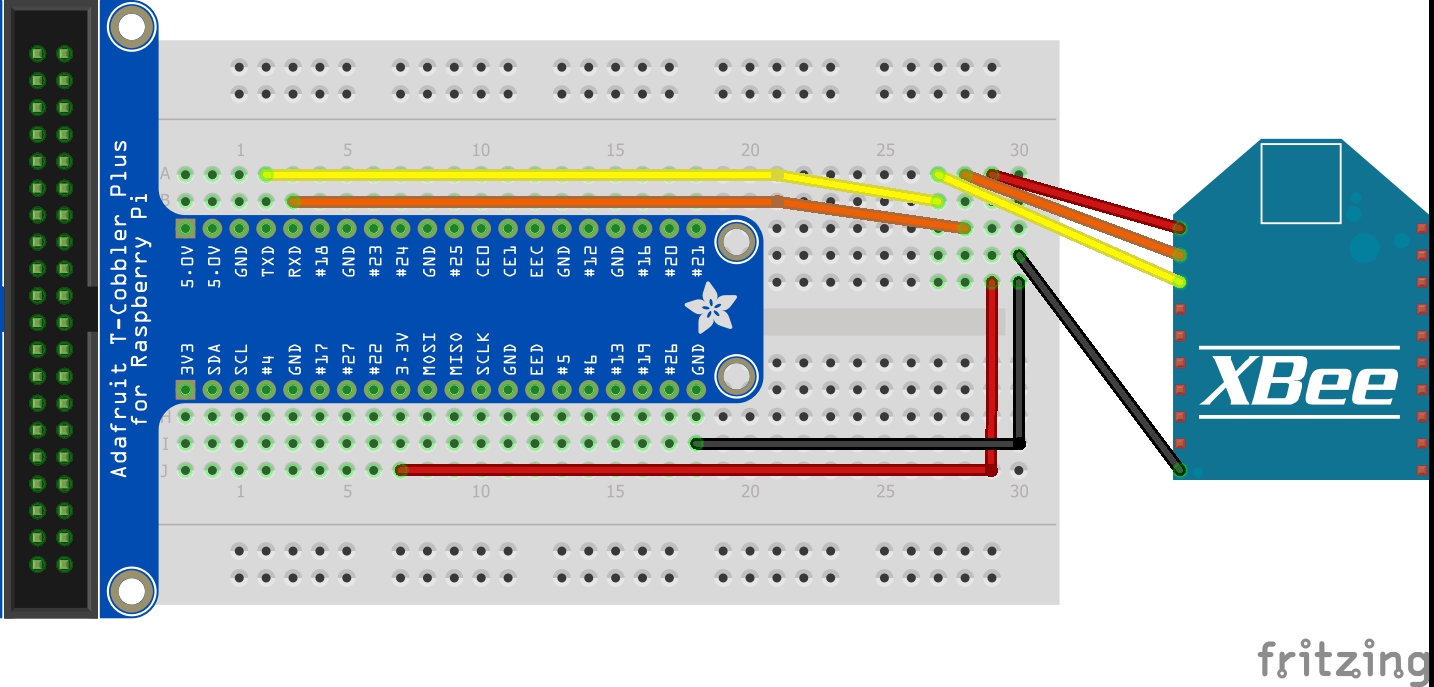 1 5 10 15 20 25 30
A
B
Adafruit T-Cobbler Plus
for Raspberry Pi
5.0V 5.0V GND TXD RXD #18 GND #23 #24 GND #25 CE0 CE1 EEC GND #12 GND #16 #20 #21
3V3 SDA SCL #4 GND #17 #27 #22 3.3V MOSI MISO SCLK GND EED #5 #6 #13 #19 #26 GND
H
I
J
1 5 10 15 20 25 30
XBee
fritzing